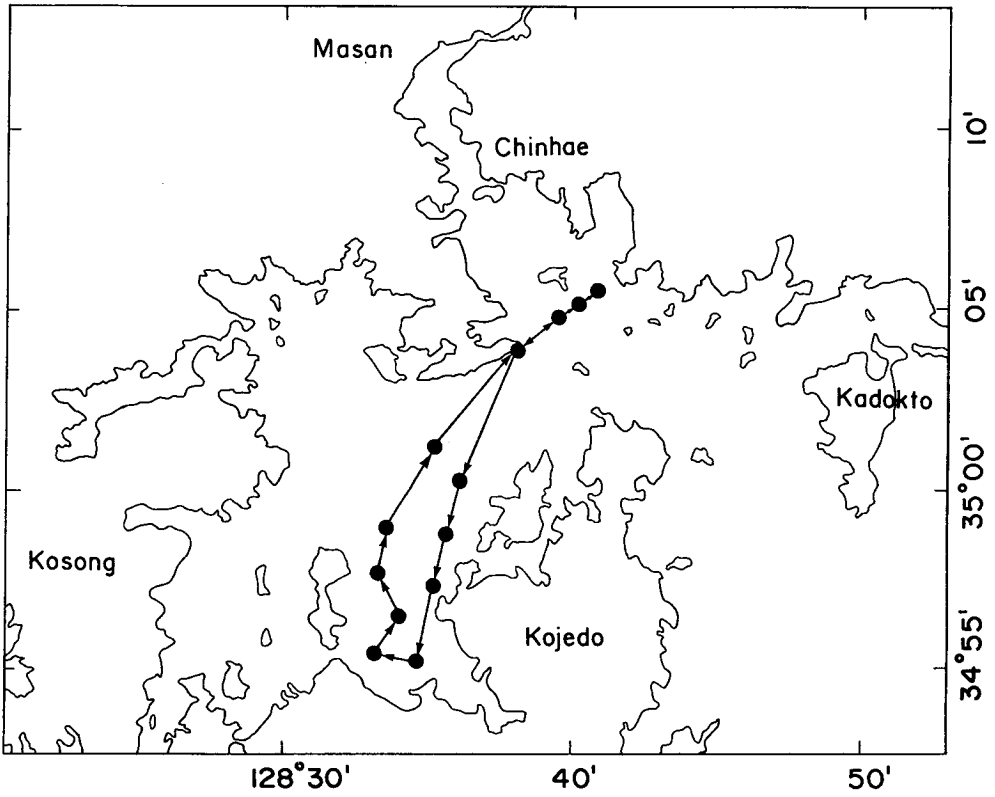 Masan
Chinhae
10'
05'
Kadokto
35°00'
Kosong
Kojedo
34°55'
128°30'
40'
50'